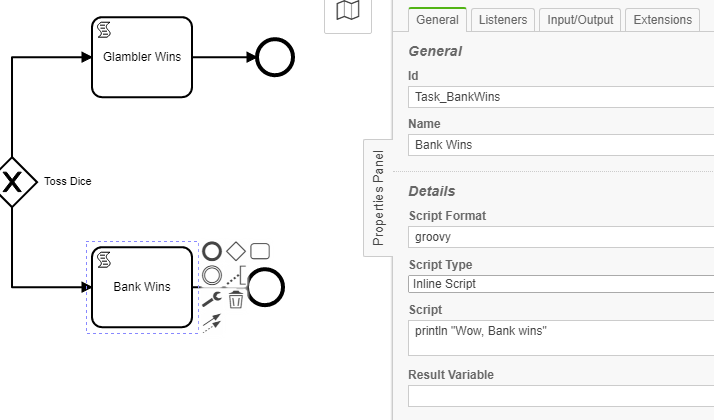 Glambler Wins
Toss Dice
Bank Wins
Properties Panel
General Listeners Input/Output Extensions
General
Id
Task_BankWins
Name
Bank Wins
Details
Script Format
groovy
Script Type
Inline Script
Script
println "Wow, Bank wins"
Result Variable